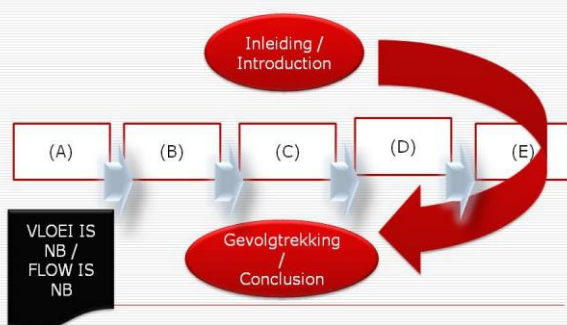 Inleiding /
Introduction
(A)
(B)
(C)
(D)
(E)
VLOEI IS
NB /
FLOW IS
NB
Gevolgtrekking
/
Conclusion